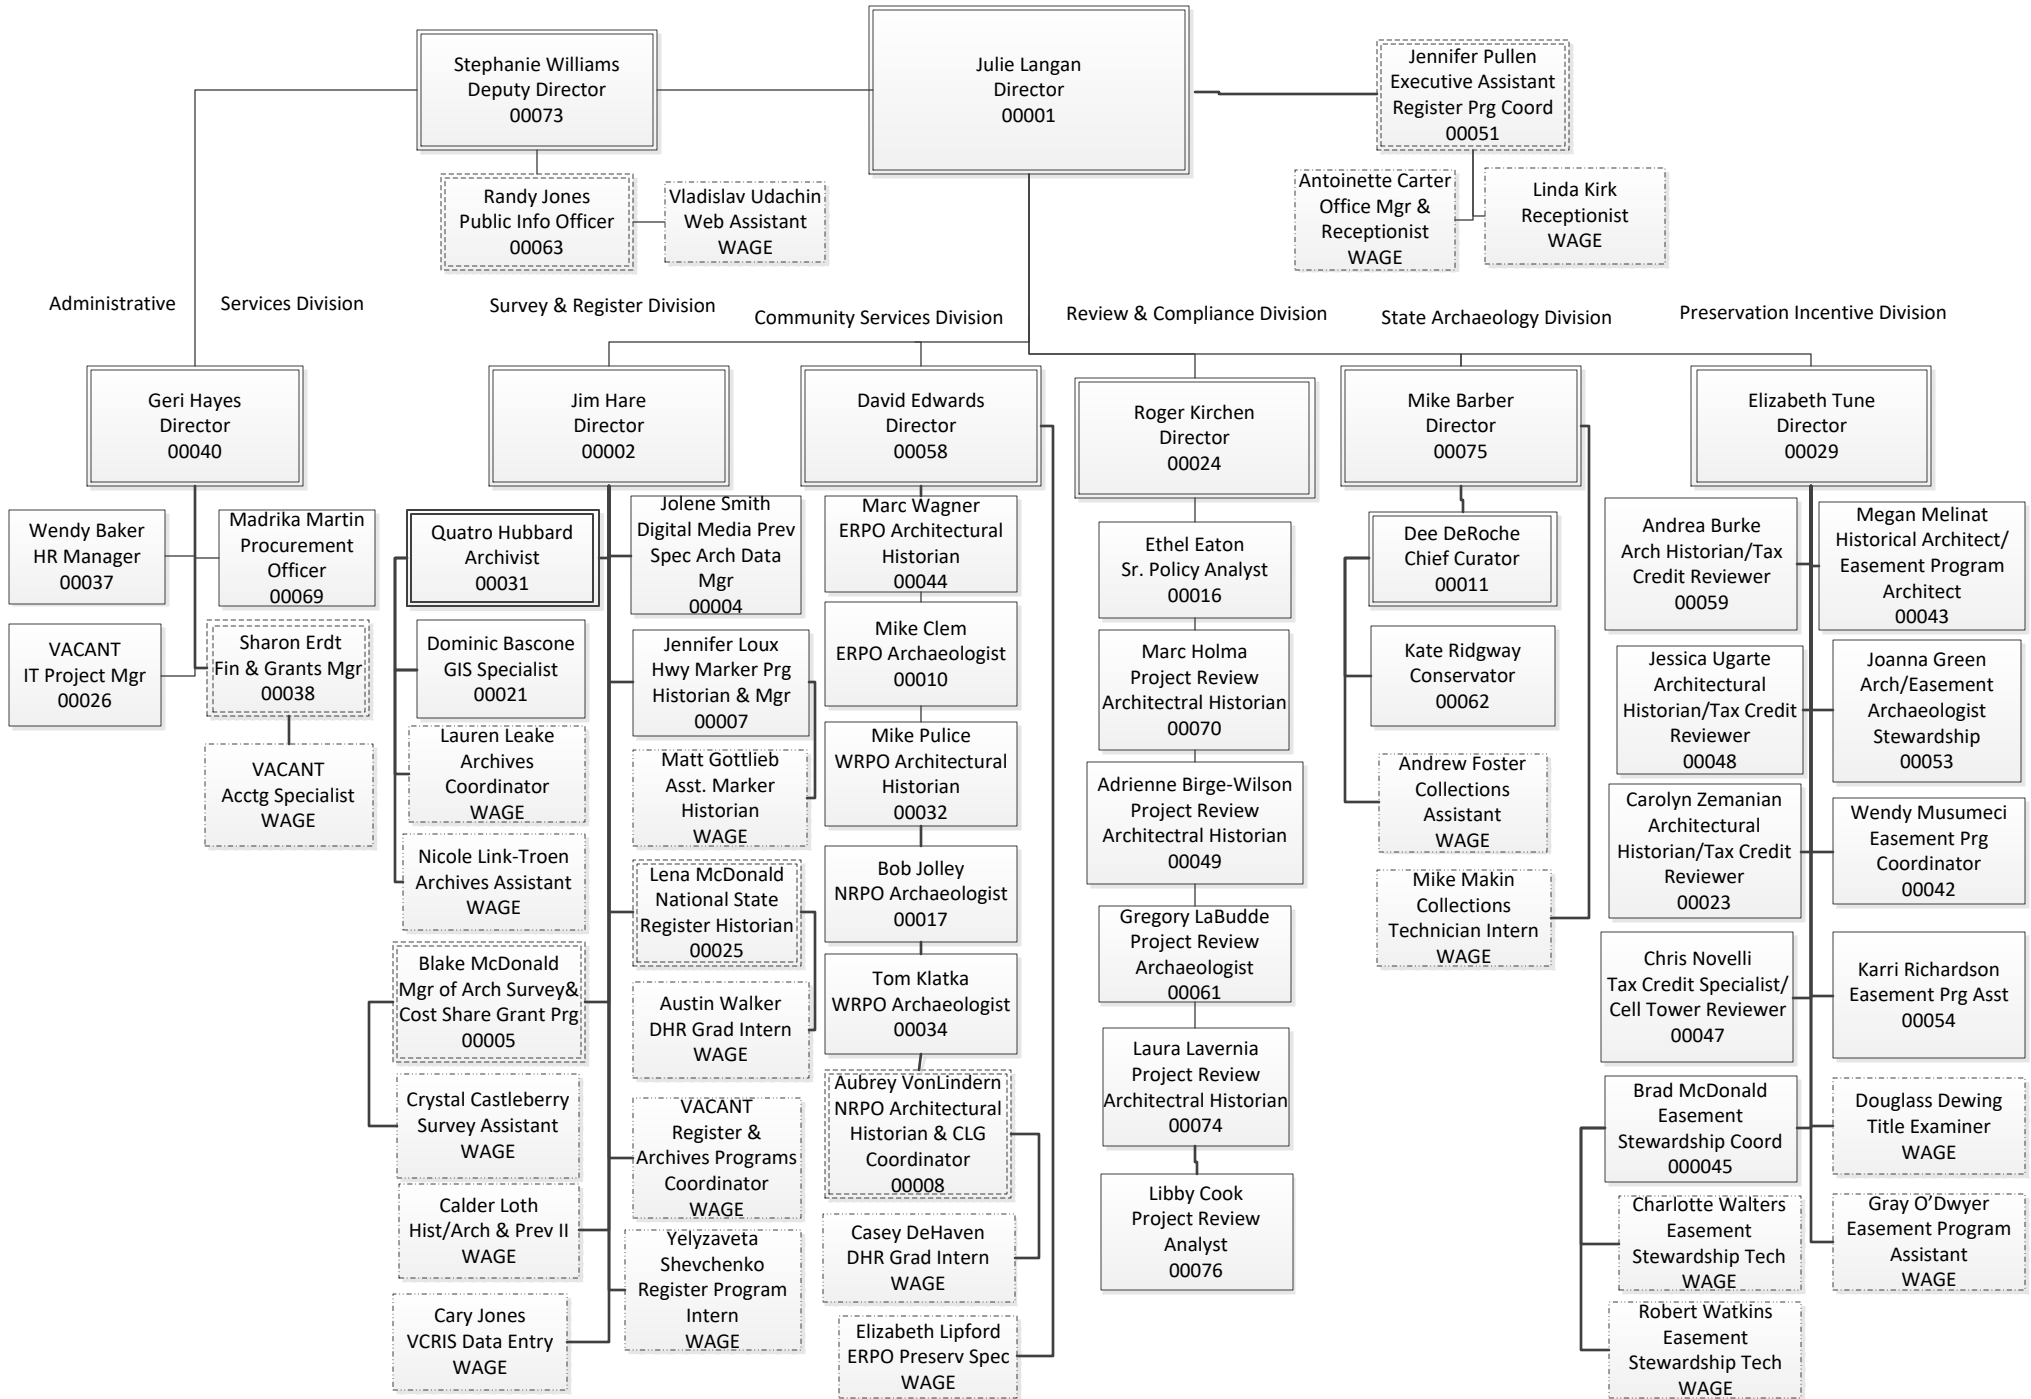 Stephanie Williams
Deputy Director
00073
Julie Langan
Director
00001
Jennifer Pullen
Executive Assistant
Register Prg Coord
00051
Randy Jones
Public Info Officer
00063
Vladislav Udachin
Web Assistant
WAGE
Antoinette Carter
Office Mgr &
Receptionist
WAGE
Linda Kirk
Receptionist
WAGE
Administrative Services Division
Survey & Register Division
Community Services Division
Review & Compliance Division
State Archaeology Division
Preservation Incentive Division
Geri Hayes
Director
00040
Wendy Baker
HR Manager
00037
Madrika Martin
Procurement
Officer
00069
VACANT
IT Project Mgr
00026
Sharon Erdt
Fin & Grants Mgr
00038
VACANT
Acctg Specialist
WAGE
Jim Hare
Director
00002
Quatro Hubbard
Archivist
00031
Jolene Smith
Digital Media Prev
Spec Arch Data
Mgr
00004
Dominic Bascone
GIS Specialist
00021
Jennifer Loux
Hwy Marker Prg
Historian & Mgr
00007
Lauren Leake
Archives
Coordinator
WAGE
Matt Gottlieb
Asst. Marker
Historian
WAGE
Nicole Link-Troen
Archives Assistant
WAGE
Lena McDonald
National State
Register Historian
00025
Blake McDonald
Mgr of Arch Survey&
Cost Share Grant Prg
00005
Austin Walker
DHR Grad Intern
WAGE
Crystal Castleberry
Survey Assistant
WAGE
VACANT
Register &
Archives Programs
Coordinator
WAGE
Calder Loth
Hist/Arch & Prev II
WAGE
Yelyzaveta
Shevchenko
Register Program
Intern
WAGE
Cary Jones
VCRIS Data Entry
WAGE
David Edwards
Director
00058
Marc Wagner
ERPO Architectural
Historian
00044
Mike Clem
ERPO Archaeologist
00010
Mike Pulice
WRPO Architectural
Historian
00032
Bob Jolley
NRPO Archaeologist
00017
Tom Klatka
WRPO Archaeologist
00034
Aubrey VonLindern
NRPO Architectural
Historian & CLG
Coordinator
00008
Casey DeHaven
DHR Grad Intern
WAGE
Elizabeth Lipford
ERPO Preserv Spec
WAGE
Roger Kirchen
Director
00024
Ethel Eaton
Sr. Policy Analyst
00016
Marc Holma
Project Review
Architectral Historian
00070
Adrienne Birge-Wilson
Project Review
Architectral Historian
00049
Gregory LaBudde
Project Review
Archaeologist
00061
Laura Lavernia
Project Review
Architectral Historian
00074
Libby Cook
Project Review
Analyst
00076
Mike Barber
Director
00075
Dee DeRoche
Chief Curator
00011
Kate Ridgway
Conservator
00062
Andrew Foster
Collections
Assistant
WAGE
Mike Makin
Collections
Technician Intern
WAGE
Elizabeth Tune
Director
00029
Andrea Burke
Arch Historian/Tax
Credit Reviewer
00059
Megan Melinat
Historical Architect/
Easement Program
Architect
00043
Jessica Ugarte
Architectural
Historian/Tax Credit
Reviewer
00048
Joanna Green
Arch/Easement
Archaeologist
Stewardship
00053
Carolyn Zemanian
Architectural
Historian/Tax Credit
Reviewer
00023
Wendy Musumeci
Easement Prg
Coordinator
00042
Chris Novelli
Tax Credit Specialist/
Cell Tower Reviewer
00047
Karri Richardson
Easement Prg Asst
00054
Brad McDonald
Easement
Stewardship Coord
000045
Douglass Dewing
Title Examiner
WAGE
Charlotte Walters
Easement
Stewardship Tech
WAGE
Gray O’Dwyer
Easement Program
Assistant
WAGE
Robert Watkins
Easement
Stewardship Tech
WAGE